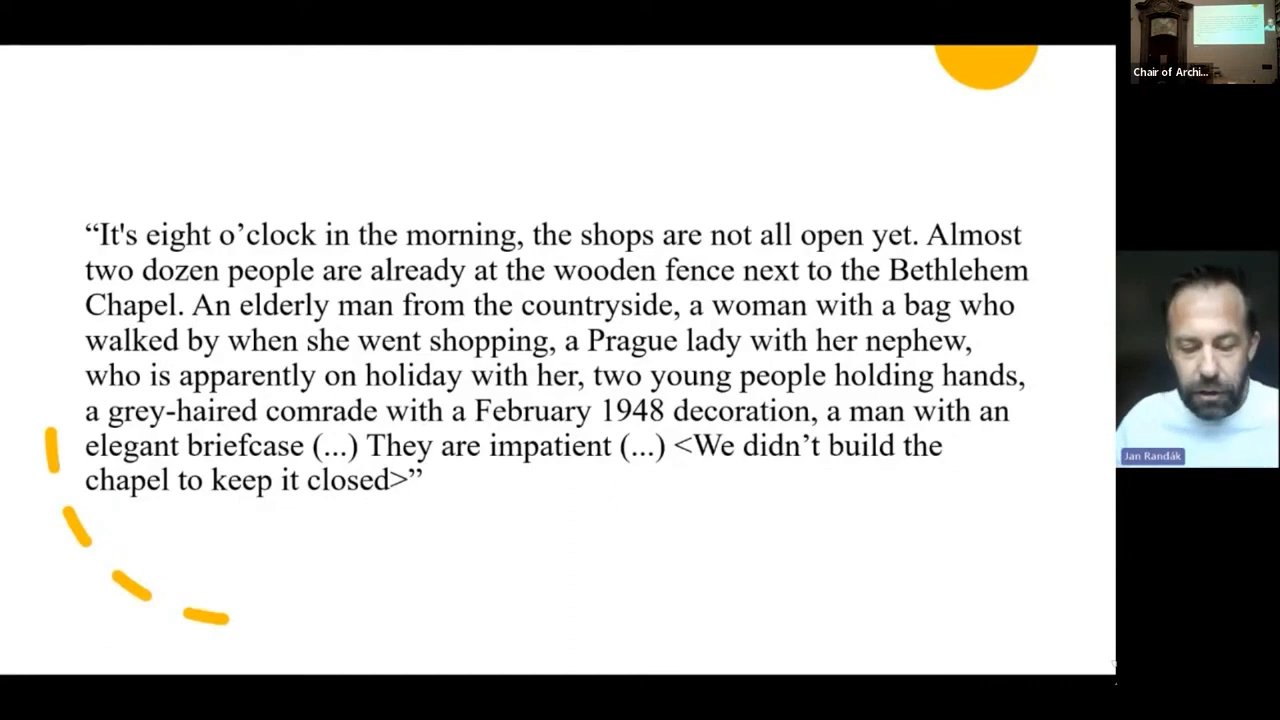 Chair of Archi...
“It's eight o’clock in the morning, the shops are not all open yet. Almost
two dozen people are already at the wooden fence next to the Bethlehem
Chapel. An elderly man from the countryside, a woman with a bag who
walked by when she went shopping, a Prague lady with her nephew,
who is apparently on holiday with her, two young people holding hands,
a grey-haired comrade with a February 1948 decoration, a man with an
elegant briefcase (...) They are impatient (...) <We didn’t build the
chapel to keep it closed>”
Jan Randák